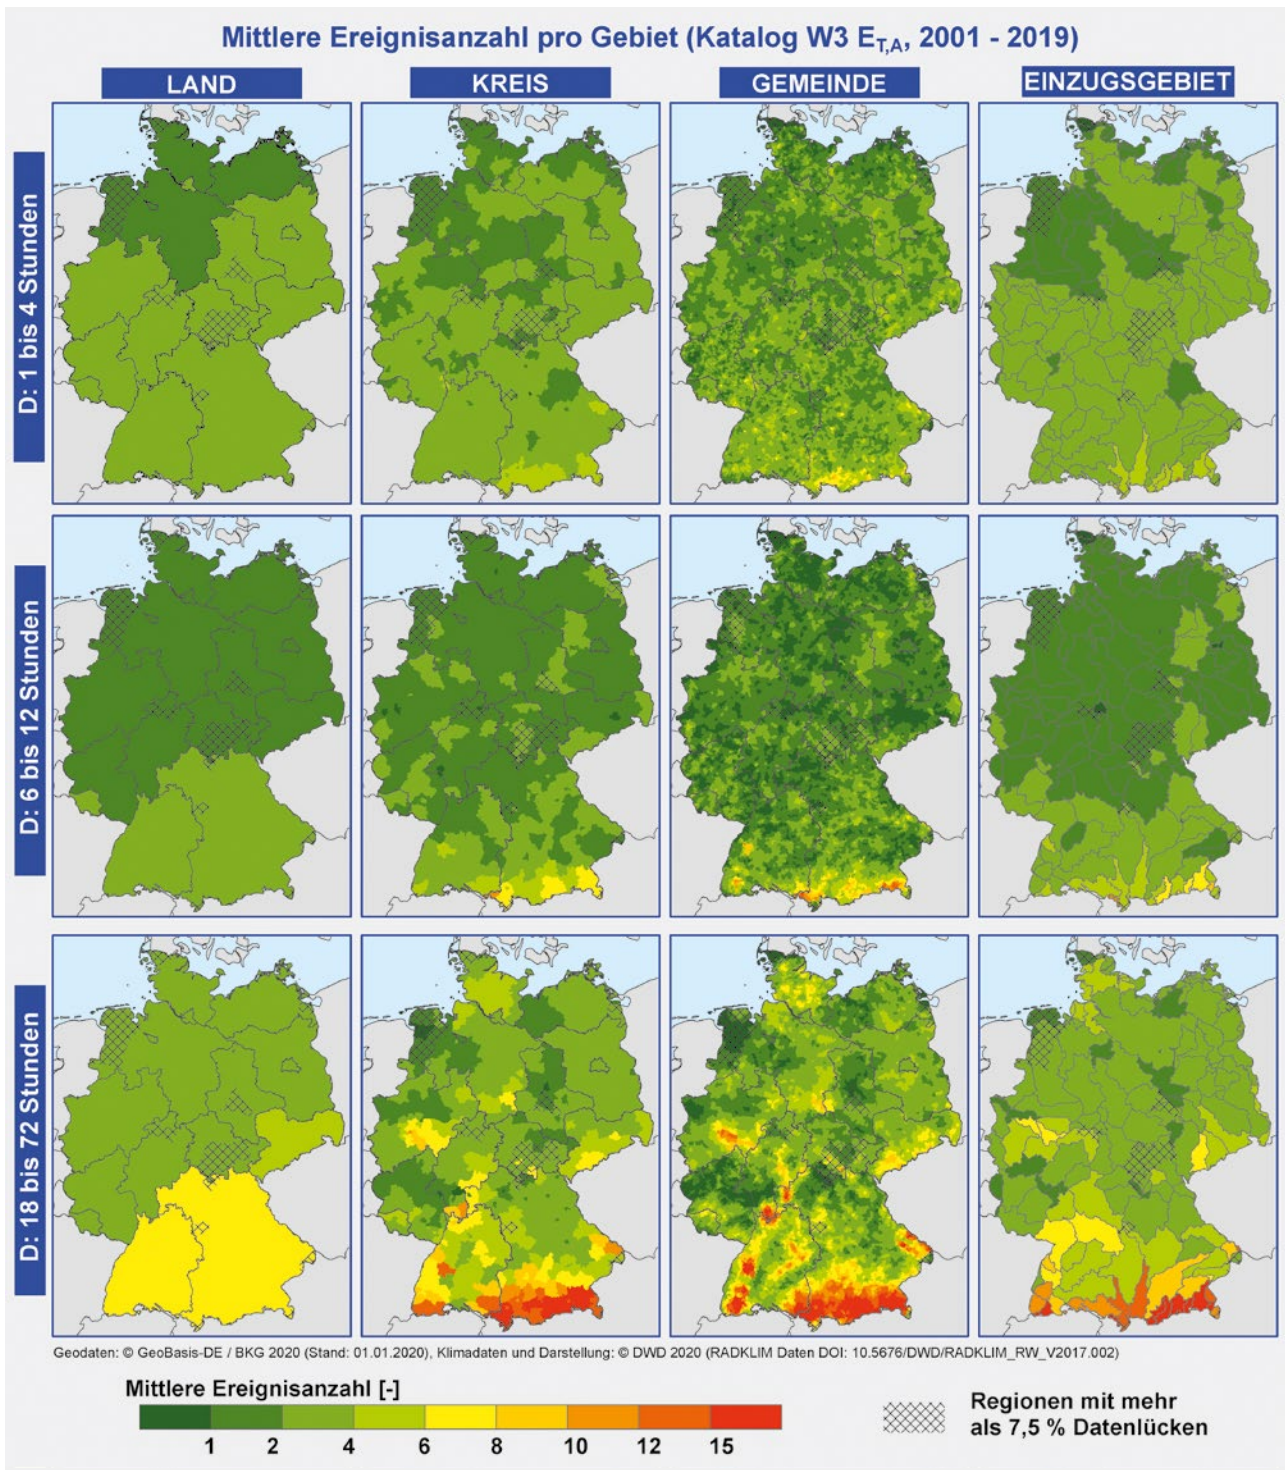 Mittlere Ereignisanzahl pro Gebiet (Katalog W3 E_T,A, 2001 - 2019)
LAND
KREIS
GEMEINDE
EINZUGSGEBIET
D: 1 bis 4 Stunden
D: 6 bis 12 Stunden
D: 18 bis 72 Stunden
Geodaten: © GeoBasis-DE / BKG 2020 (Stand: 01.01.2020), Klimadaten und Darstellung: © DWD 2020 (RADKLIM Daten DOI: 10.5676/DWD/RADKLIM_RW_V2017.002)
Mittlere Ereignisanzahl [-]
1 2 4 6 8 10 12 15
Regionen mit mehr
als 7,5 % Datenlücken